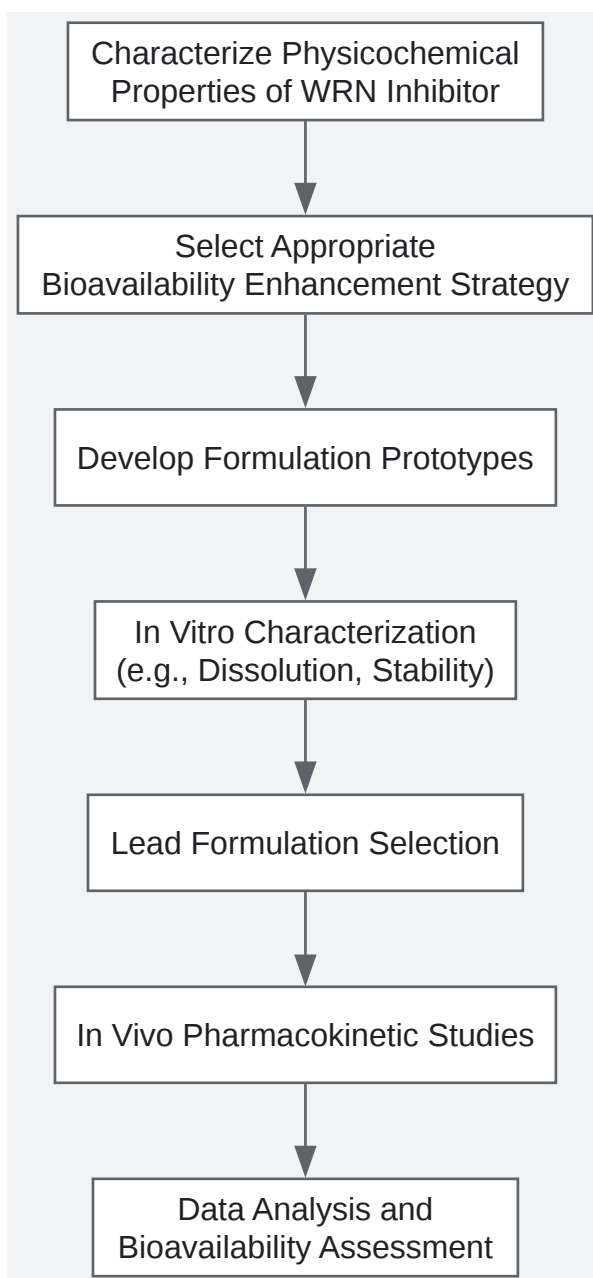 Characterize Physicochemical
Properties of WRN Inhibitor
Select Appropriate
Bioavailability Enhancement Strategy
Develop Formulation Prototypes
In Vitro Characterization
(e.g., Dissolution, Stability)
Lead Formulation Selection
In Vivo Pharmacokinetic Studies
Data Analysis and
Bioavailability Assessment